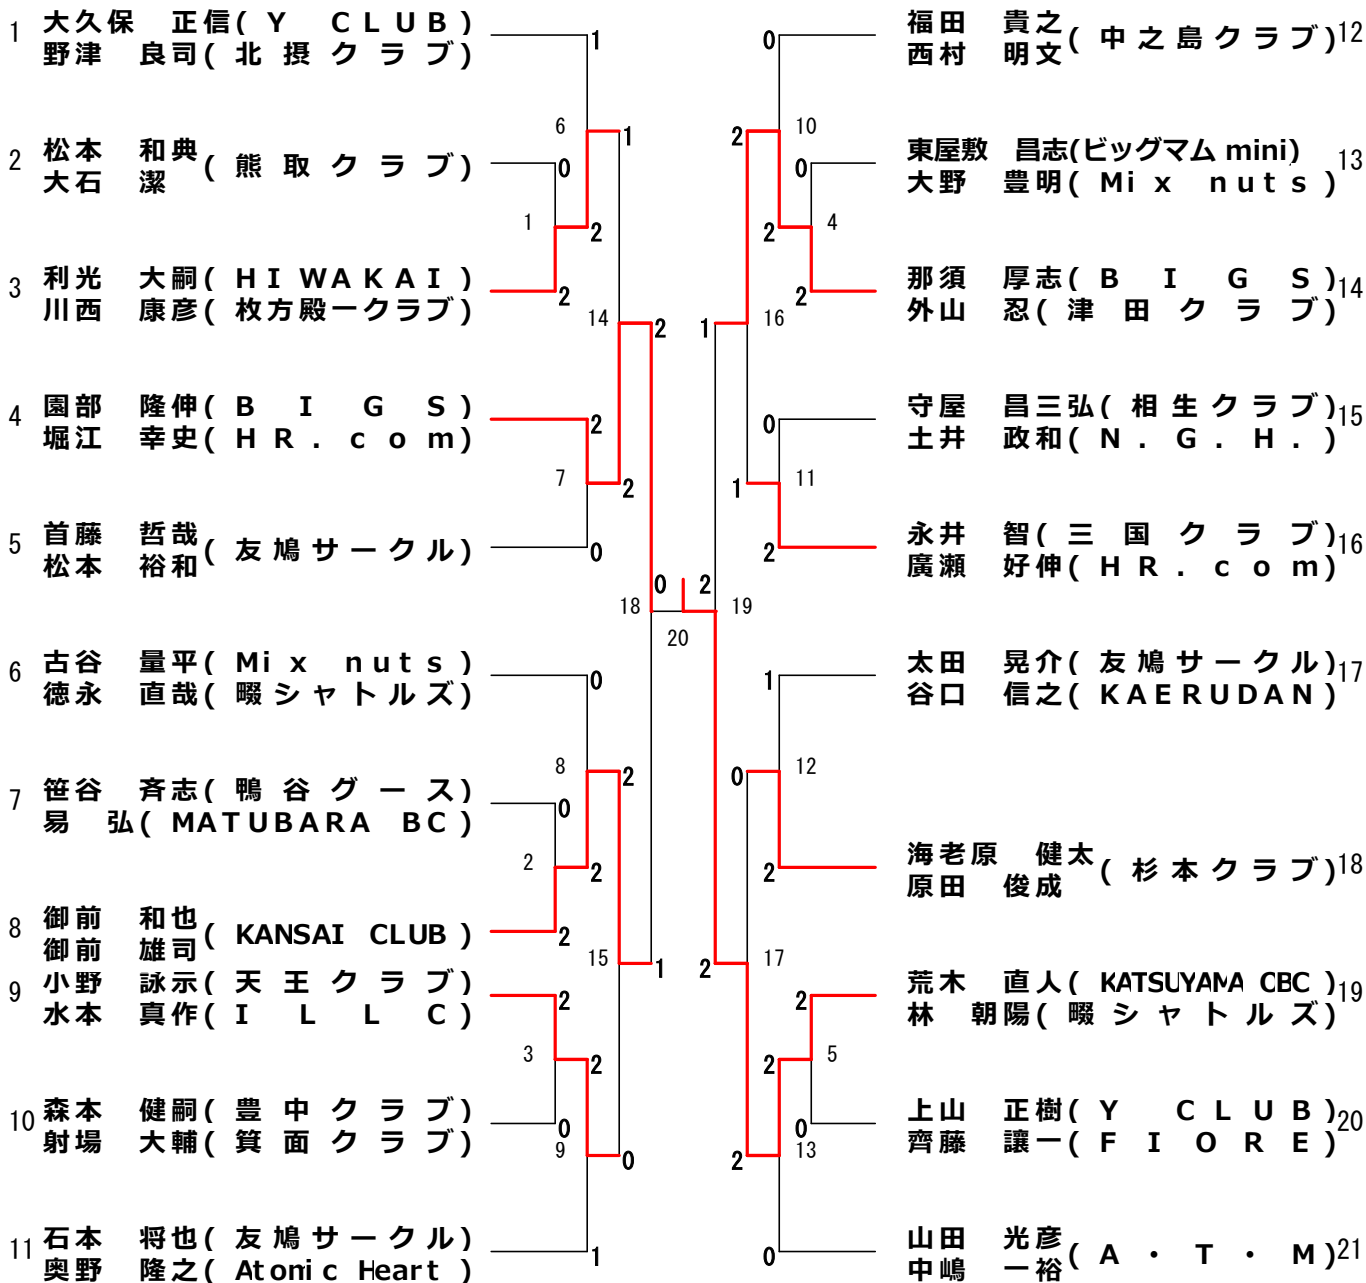 1 大久保 正信(Y CLUB)
野津 良司(北摂クラブ)
2 松本 和典(熊取クラブ)
大石 潔
3 利光 大嗣(HIWAKAI)
川西 康彦(枚方殿一クラブ)
4 園部 隆伸(BIGS)
堀江 幸史(HR.com)
5 首藤 哲哉(友鳩サークル)
松本 裕和
6 古谷 量平(Mix nuts)
徳永 直哉(畷シャトルズ)
7 笹谷 斉志(鴨谷グース)
易 弘(MATUBARA BC)
8 御前 和也(KANSAI CLUB)
御前 雄司
9 小野 詠示(天王クラブ)
水本 真作(ILLC)
10 森本 健嗣(豊中クラブ)
射場 大輔(箕面クラブ)
11 石本 将也(友鳩サークル)
奥野 隆之(Atomic Heart)
1
6
1
0
1
2
2
14
2
2
7
2
0
0
18
20
0
8
2
0
2
2
2
15
1
2
3
2
0
9
0
1
0
2
10
0
2
4
2
1
16
0
1
11
2
2
19
1
0
12
2
2
17
2
2
5
0
2
13
0
福田 貴之(中之島クラブ)12
西村 明文
東屋敷 昌志(ビッグマム mini)13
大野 豊明(Mix nuts)
那須 厚志(BIGS)14
外山 忍(津田クラブ)
守屋 昌三弘(相生クラブ)15
土井 政和(N.G.H.)
永井 智(三国クラブ)16
廣瀬 好伸(HR.com)
太田 晃介(友鳩サークル)17
谷口 信之(KAERUDAN)
海老原 健太(杉本クラブ)18
原田 俊成
荒木 直人(KATSUYAMA CBC)19
林 朝陽(畷シャトルズ)
上山 正樹(Y CLUB)20
齊藤 讓一(FIORE)
山田 光彦(A・T・M)21
中嶋 一裕